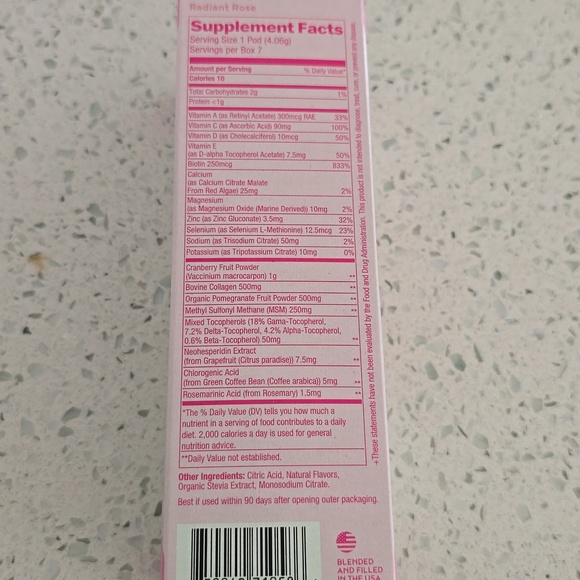 Radiant Rose
Supplement Facts
Serving Size 1 Pod (4.06g)
Servings per Box 7
Amount per Serving % Daily Value*
Calories 10
Total Carbohydrates 2g 1%
Protein <1g
Vitamin A (as Retinyl Acetate) 300mcg RAE 33%
Vitamin C (as Ascorbic Acid) 90mg 100%
Vitamin D (as Cholecalciferol) 10mcg 50%
Vitamin E
(as D-alpha Tocopherol Acetate) 7.5mg 50%
Biotin 250mcg 833%
Calcium
(as Calcium Citrate Malate
From Red Algae) 25mg 2%
Magnesium
(as Magnesium Oxide (Marine Derived)) 10mg 2%
Zinc (as Zinc Gluconate) 3.5mg 32%
Selenium (as Selenium L-Methionine) 12.5mcg 23%
Sodium (as Trisodium Citrate) 50mg 2%
Potassium (as Tripotassium Citrate) 10mg 0%
Cranberry Fruit Powder
(Vaccinium macrocarpon) 1g **
Bovine Collagen 500mg **
Organic Pomegranate Fruit Powder 500mg **
Methyl Sulfonyl Methane (MSM) 250mg **
Mixed Tocopherols (18% Gama-Tocopherol,
7.2% Delta-Tocopherol, 4.2% Alpha-Tocopherol,
0.6% Beta-Tocopherol) 50mg **
Neohesperidin Extract
(from Grapefruit (Citrus paradise)) 7.5mg **
Chlorogenic Acid
(from Green Coffee Bean (Coffee arabica)) 5mg **
Rosemarinic Acid (from Rosemary) 1.5mg **
*The % Daily Value (DV) tells you how much a
nutrient in a serving of food contributes to a daily
diet. 2,000 calories a day is used for general
nutrition advice.
**Daily Value not established.
+These statements have not been evaluated by the Food and Drug Administration. This product is not intended to diagnose, treat, cure, or prevent any disease.
Other Ingredients: Citric Acid, Natural Flavors,
Organic Stevia Extract, Monosodium Citrate.
Best if used within 90 days after opening outer packaging.
BLENDED
AND FILLED
IN THE USA